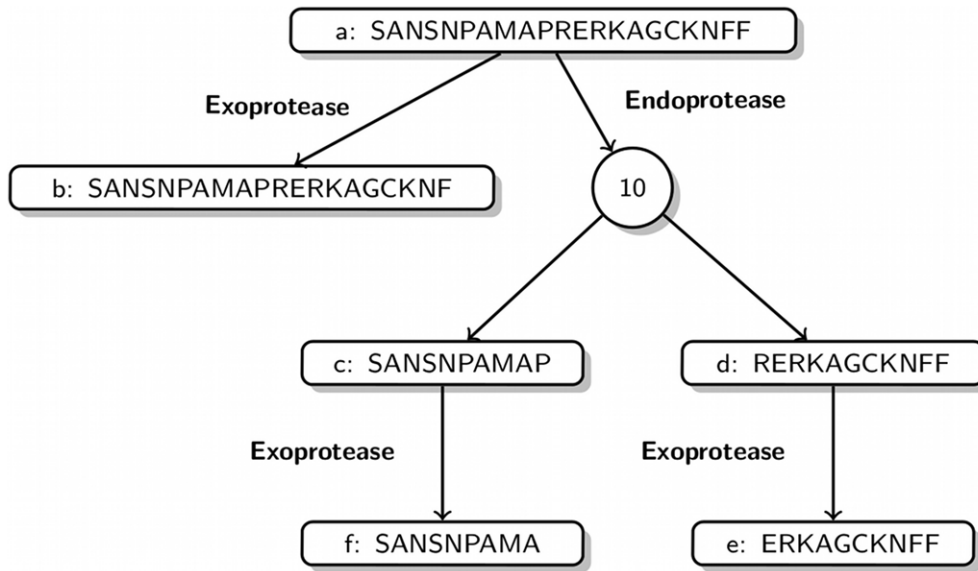 a: SANSNPAMAPRERKAGCKNFF
Exoprotease
Endoprotease
b: SANSNPAMAPRERKAGCKNF
10
c: SANSNPAMAP
d: RERKAGCKNFF
Exoprotease
Exoprotease
f: SANSNPAMA
e: ERKAGCKNFF